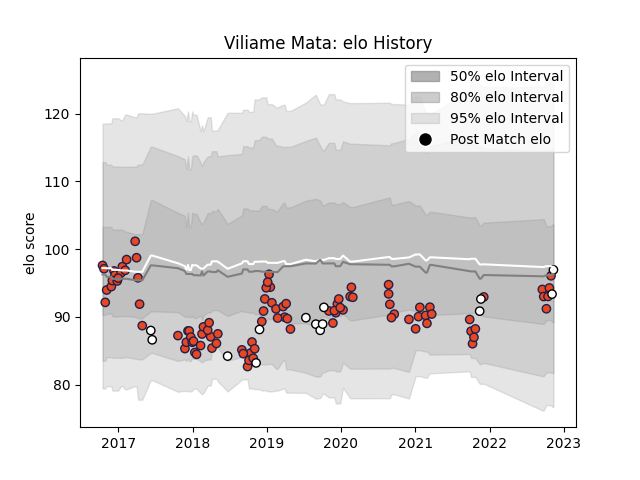 Viliame Mata: elo History
50% elo Interval
80% elo Interval
95% elo Interval
Post Match elo
elo score
120
110
100
90
80
2017 2018 2019 2020 2021 2022 2023